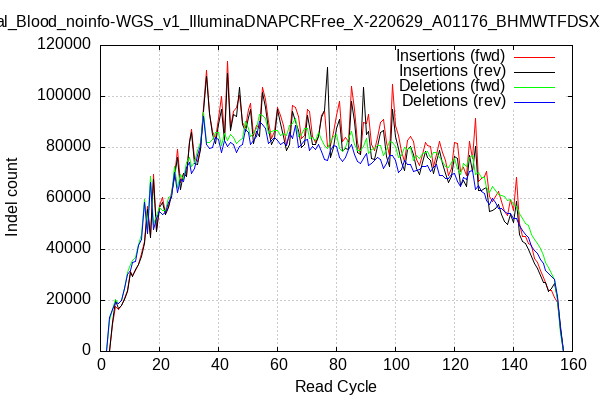 al_Blood_noinfo-WGS_v1_IlluminaDNAPCRFree_X-220629_A01176_BHMWTFDSX
Insertions (fwd)
Insertions (rev)
Deletions (fwd)
Deletions (rev)
120000
100000
80000
60000
40000
20000
0
Indel count
0 20 40 60 80 100 120 140 160
Read Cycle